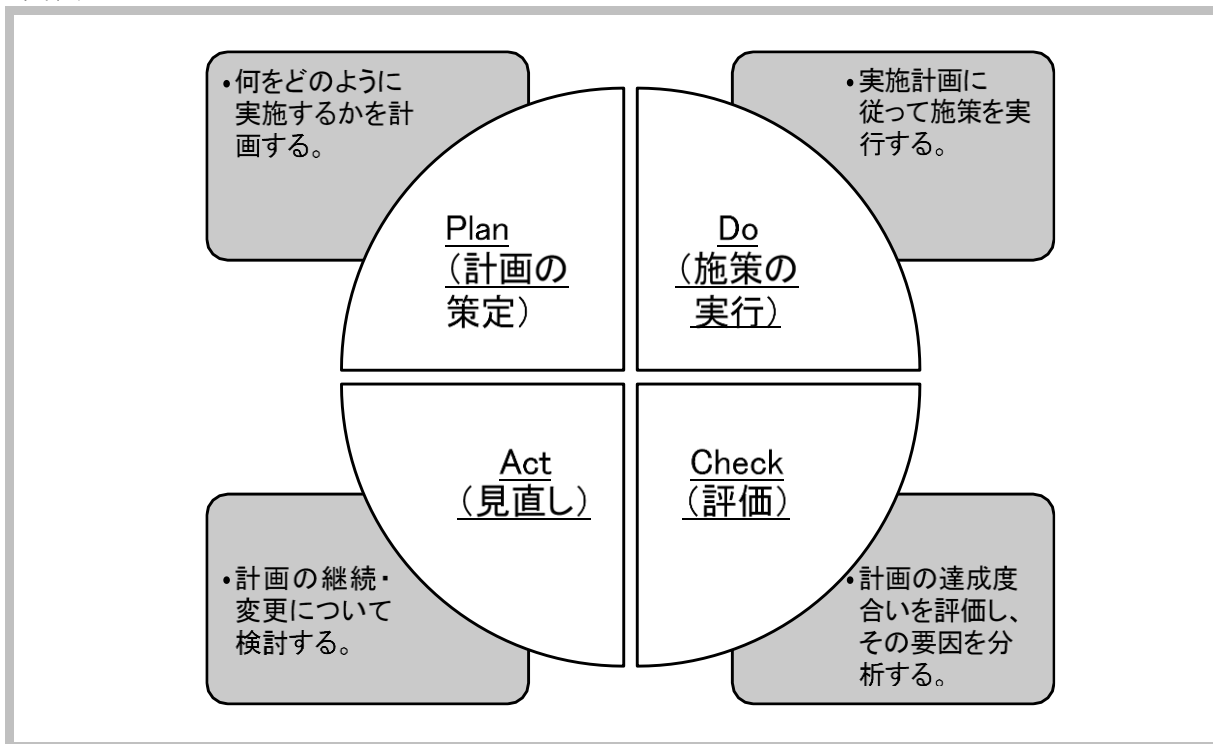 •何をどのように
実施するかを計
画する。
•実施計画に
従って施策を実
行する。
Plan
（計画の
策定）
Do
（施策の
実行）
Act
（見直し）
Check
（評価）
•計画の継続・
変更について
検討する。
•計画の達成度
合いを評価し、
その要因を分
析する。